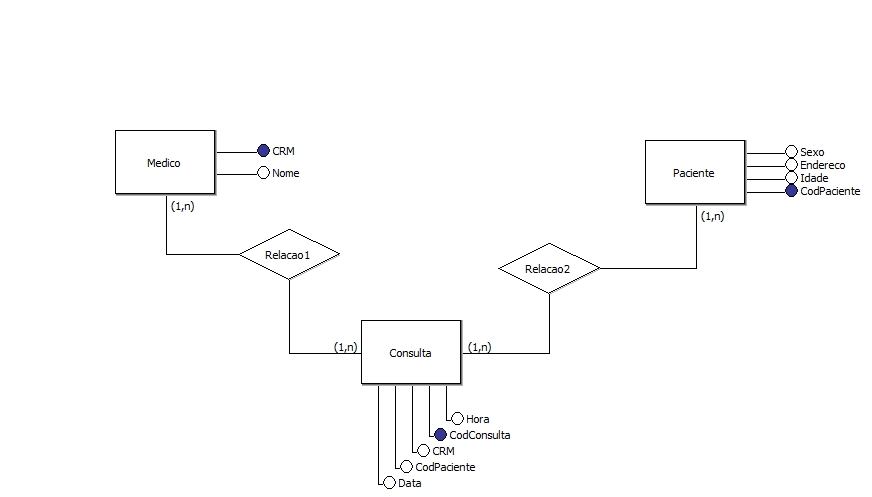 Medico
CRM
Nome
(1,n)
Relacao1
Paciente
Sexo
Endereco
Idade
CodPaciente
(1,n)
Relacao2
(1,n)
Consulta
(1,n)
Hora
CodConsulta
CRM
CodPaciente
Data